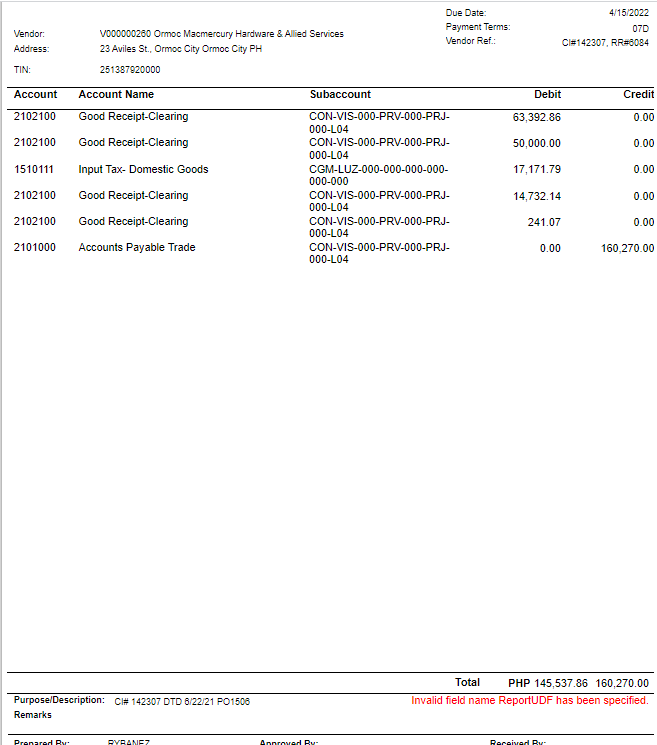 Due Date: 4/15/2022
Vendor: V000000260 Ormoc Macmercury Hardware & Allied Services
Payment Terms: 07D
Address: 23 Aviles St., Ormoc City Ormoc City PH
Vendor Ref.: CI#142307, RR#6084
TIN: 251387920000
Account Account Name Subaccount Debit Credit
2102100 Good Receipt-Clearing CON-VIS-000-PRV-000-PRJ- 63,392.86 0.00
000-L04
2102100 Good Receipt-Clearing CON-VIS-000-PRV-000-PRJ- 50,000.00 0.00
000-L04
1510111 Input Tax- Domestic Goods CGM-LUZ-000-000-000-000- 17,171.79 0.00
000-000
2102100 Good Receipt-Clearing CON-VIS-000-PRV-000-PRJ- 14,732.14 0.00
000-L04
2102100 Good Receipt-Clearing CON-VIS-000-PRV-000-PRJ- 241.07 0.00
000-L04
2101000 Accounts Payable Trade CON-VIS-000-PRV-000-PRJ- 0.00 160,270.00
000-L04
Total PHP 145,537.86 160,270.00
Purpose/Description: CI# 142307 DTD 6/22/21 PO1506 Invalid field name ReportUDF has been specified.
Remarks
Prepared By: RYBANEZ Approved By: Received By: